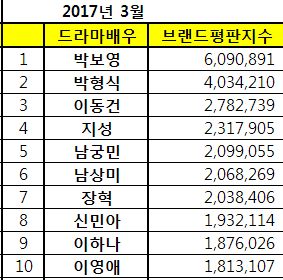 2017년 3월
드라마배우 브랜드평판지수
1 박보영 6,090,891
2 박형식 4,034,210
3 이동건 2,782,739
4 지성 2,317,905
5 남궁민 2,099,055
6 남상미 2,068,269
7 장혁 2,038,406
8 신민아 1,932,114
9 이하나 1,876,026
10 이영애 1,813,107